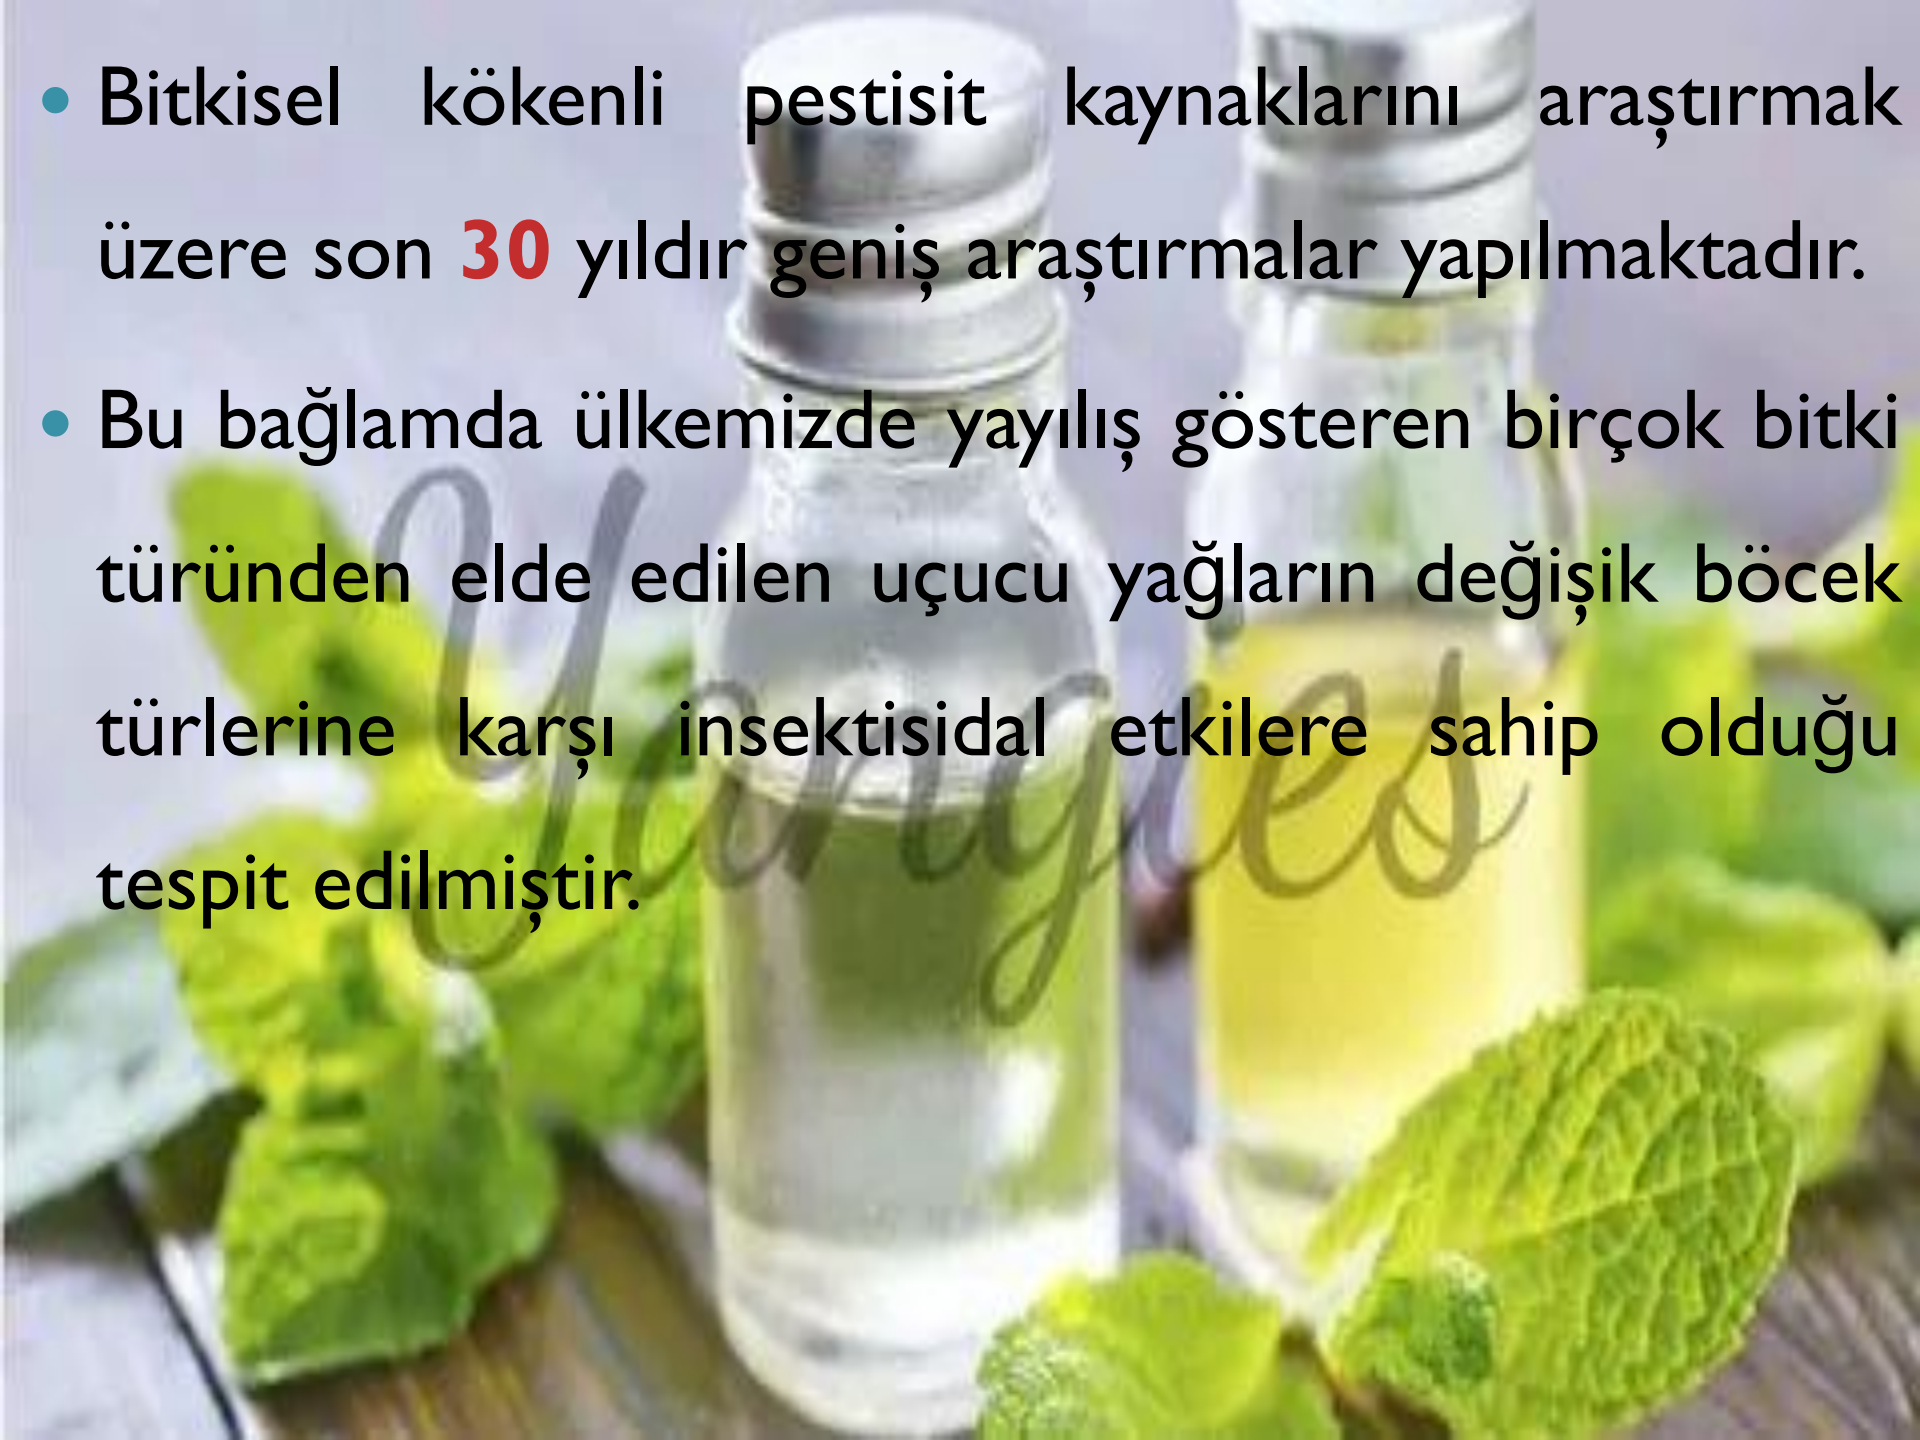 • Bitkisel kökenli pestisit kaynaklarını araştırmak
üzere son 30 yıldır geniş araştırmalar yapılmaktadır.
• Bu bağlamda ülkemizde yayılış gösteren birçok bitki
türünden elde edilen uçucu yağların değişik böcek
türlerine karşı insektisidal etkilere sahip olduğu
tespit edilmiştir.
Yangies